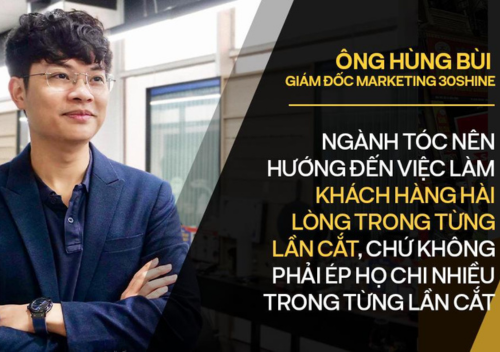 ÔNG HÙNG BÙI
GIÁM ĐỐC MARKETING 30SHINE
NGÀNH TÓC NÊN
HƯỚNG ĐẾN VIỆC LÀM
KHÁCH HÀNG HÀI
LÒNG TRONG TỪNG
LẦN CẮT, CHỨ KHÔNG
PHẢI ÉP HỌ CHI NHIỀU
TRONG TỪNG LẦN CẮT